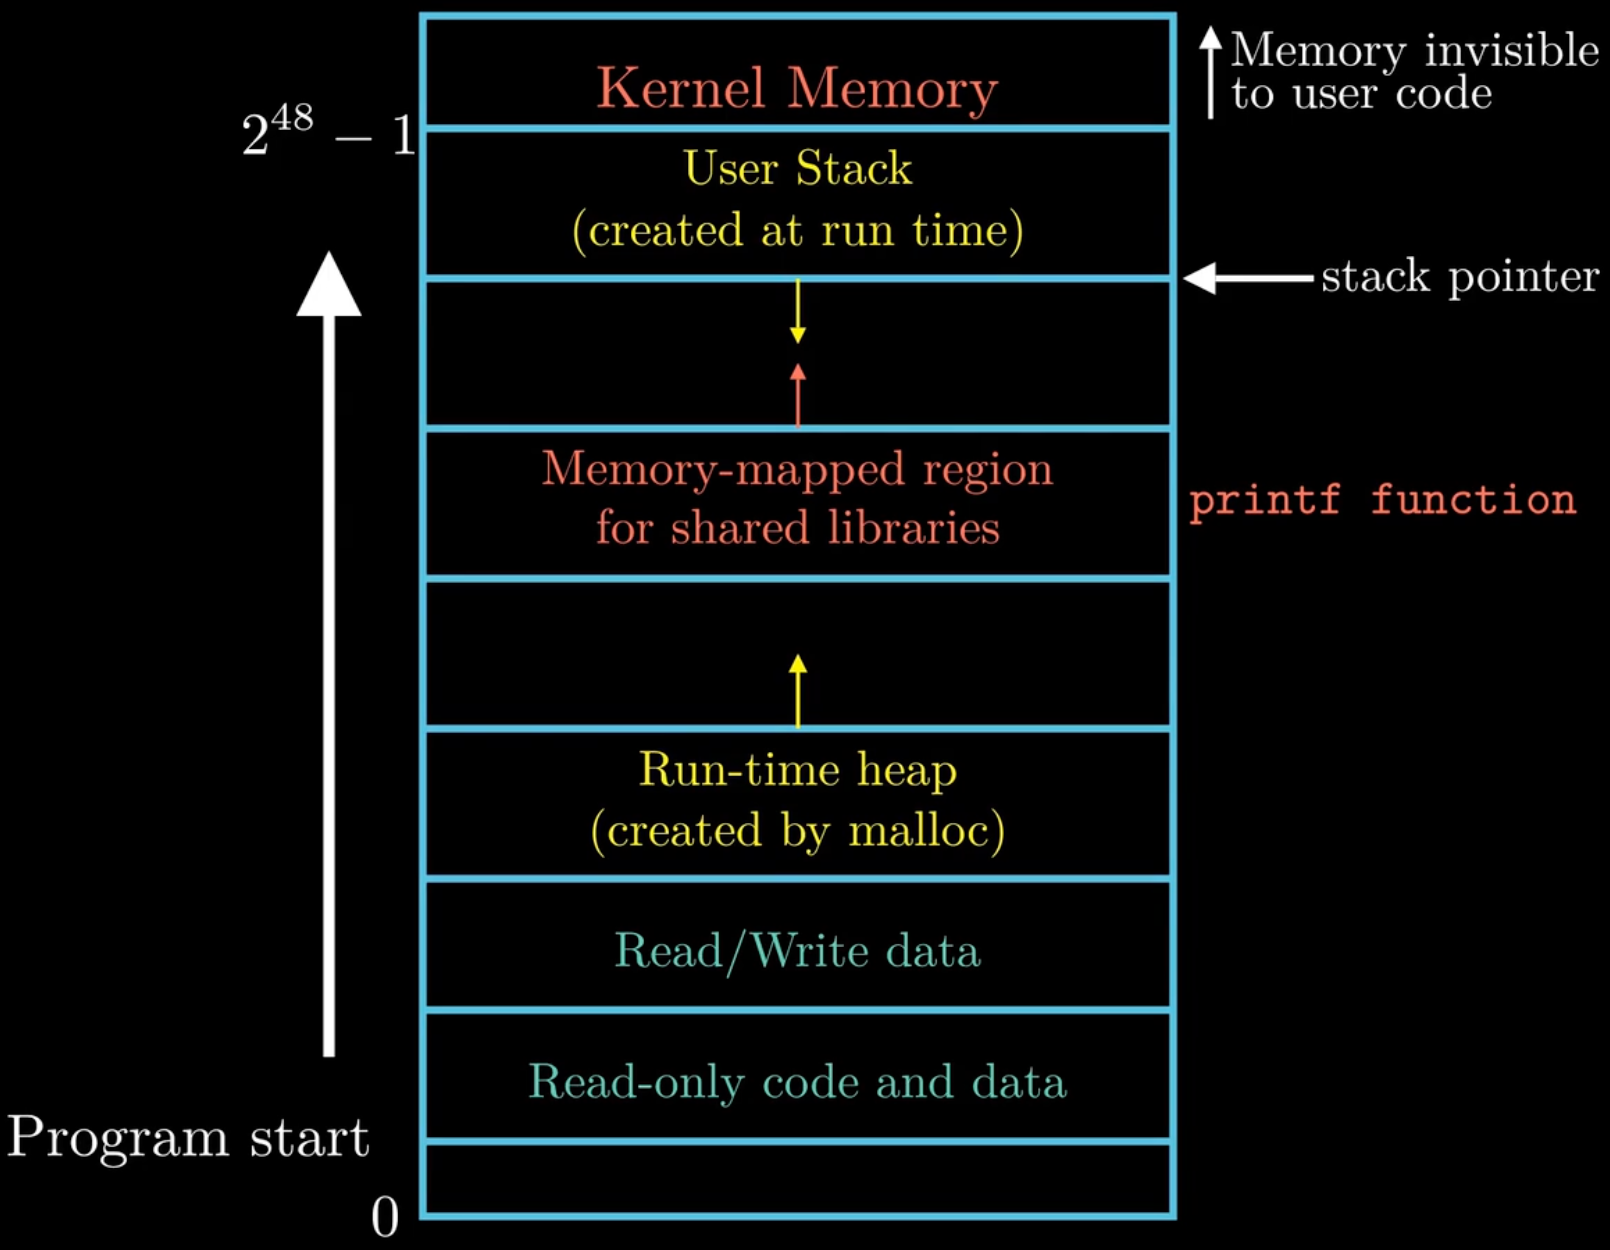 Kernel Memory
Memory invisible
to user code
2^48 − 1
User Stack
(created at run time)
stack pointer
Memory-mapped region
for shared libraries
printf function
Run-time heap
(created by malloc)
Read/Write data
Read-only code and data
Program start
0